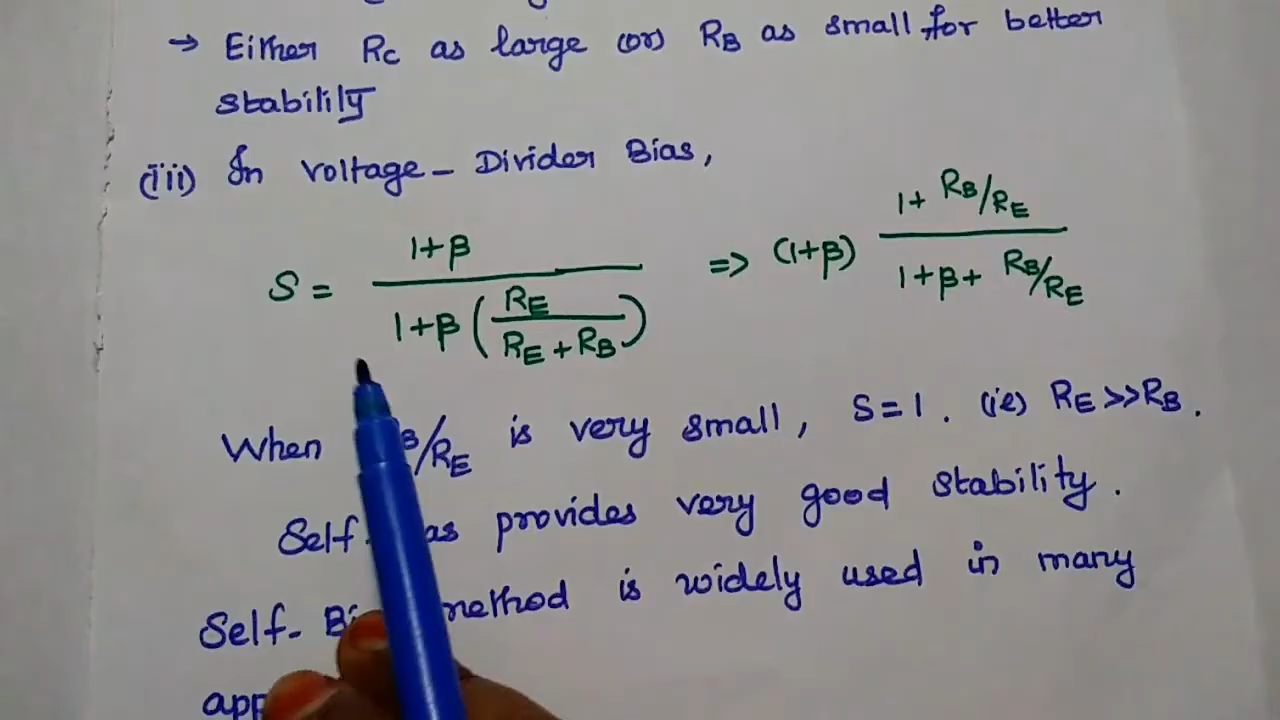 → Either RC as large (or) RB as small, for better
stability
(iii) In voltage - Divider Bias,
S = 1+β / 1+β (RE / RE + RB) => (1+β) 1+ RB/RE / 1+β+ RB/RE
When /RE is very small, S=1. (ie) RE>>RB.
Self- provides very good stability.
Self- method is widely used in many